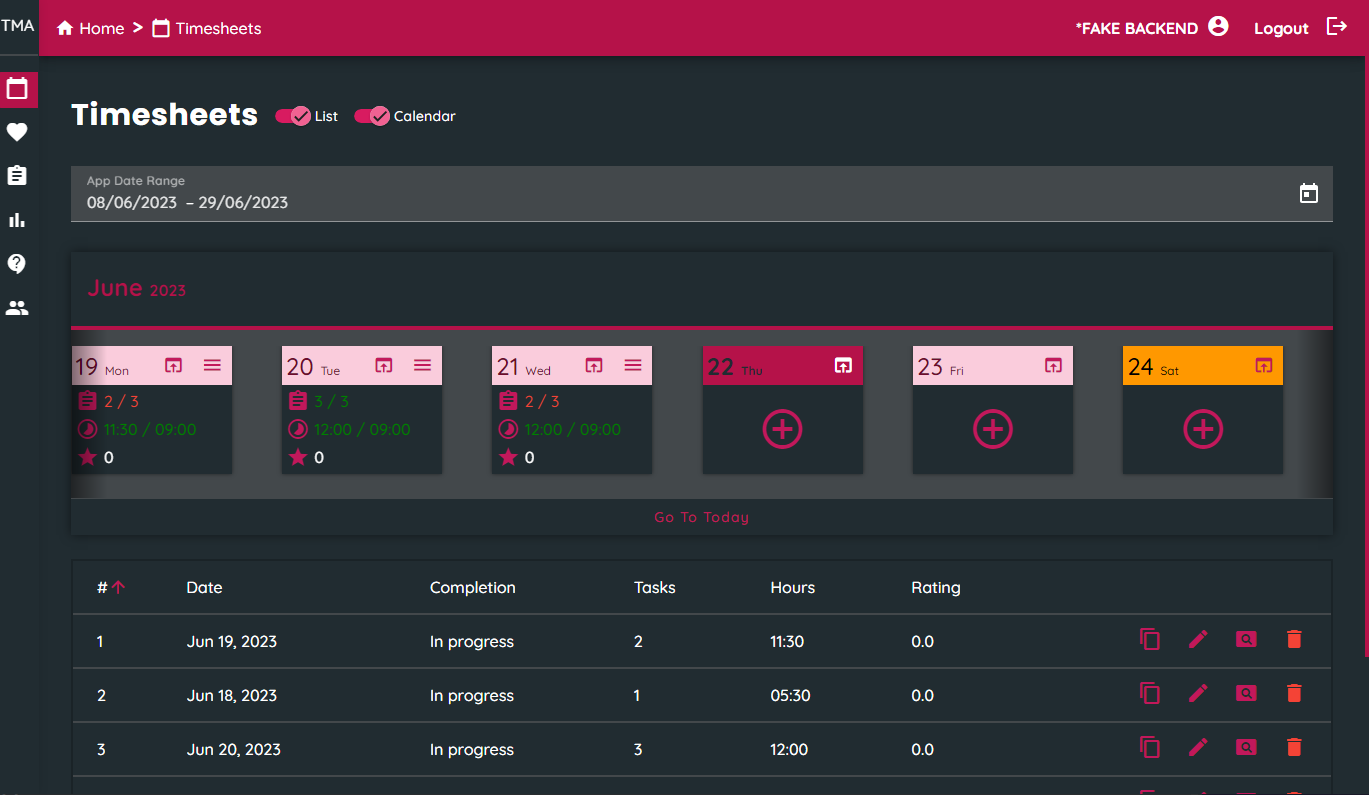 TMA
Home > Timesheets
*FAKE BACKEND
Logout
Timesheets
List
Calendar
App Date Range
08/06/2023 – 29/06/2023
June 2023
19 Mon
2 / 3
11:30 / 09:00
0
20 Tue
3 / 3
12:00 / 09:00
0
21 Wed
2 / 3
12:00 / 09:00
0
22 Thu
23 Fri
24 Sat
Go To Today
# Date Completion Tasks Hours Rating
1 Jun 19, 2023 In progress 2 11:30 0.0
2 Jun 18, 2023 In progress 1 05:30 0.0
3 Jun 20, 2023 In progress 3 12:00 0.0